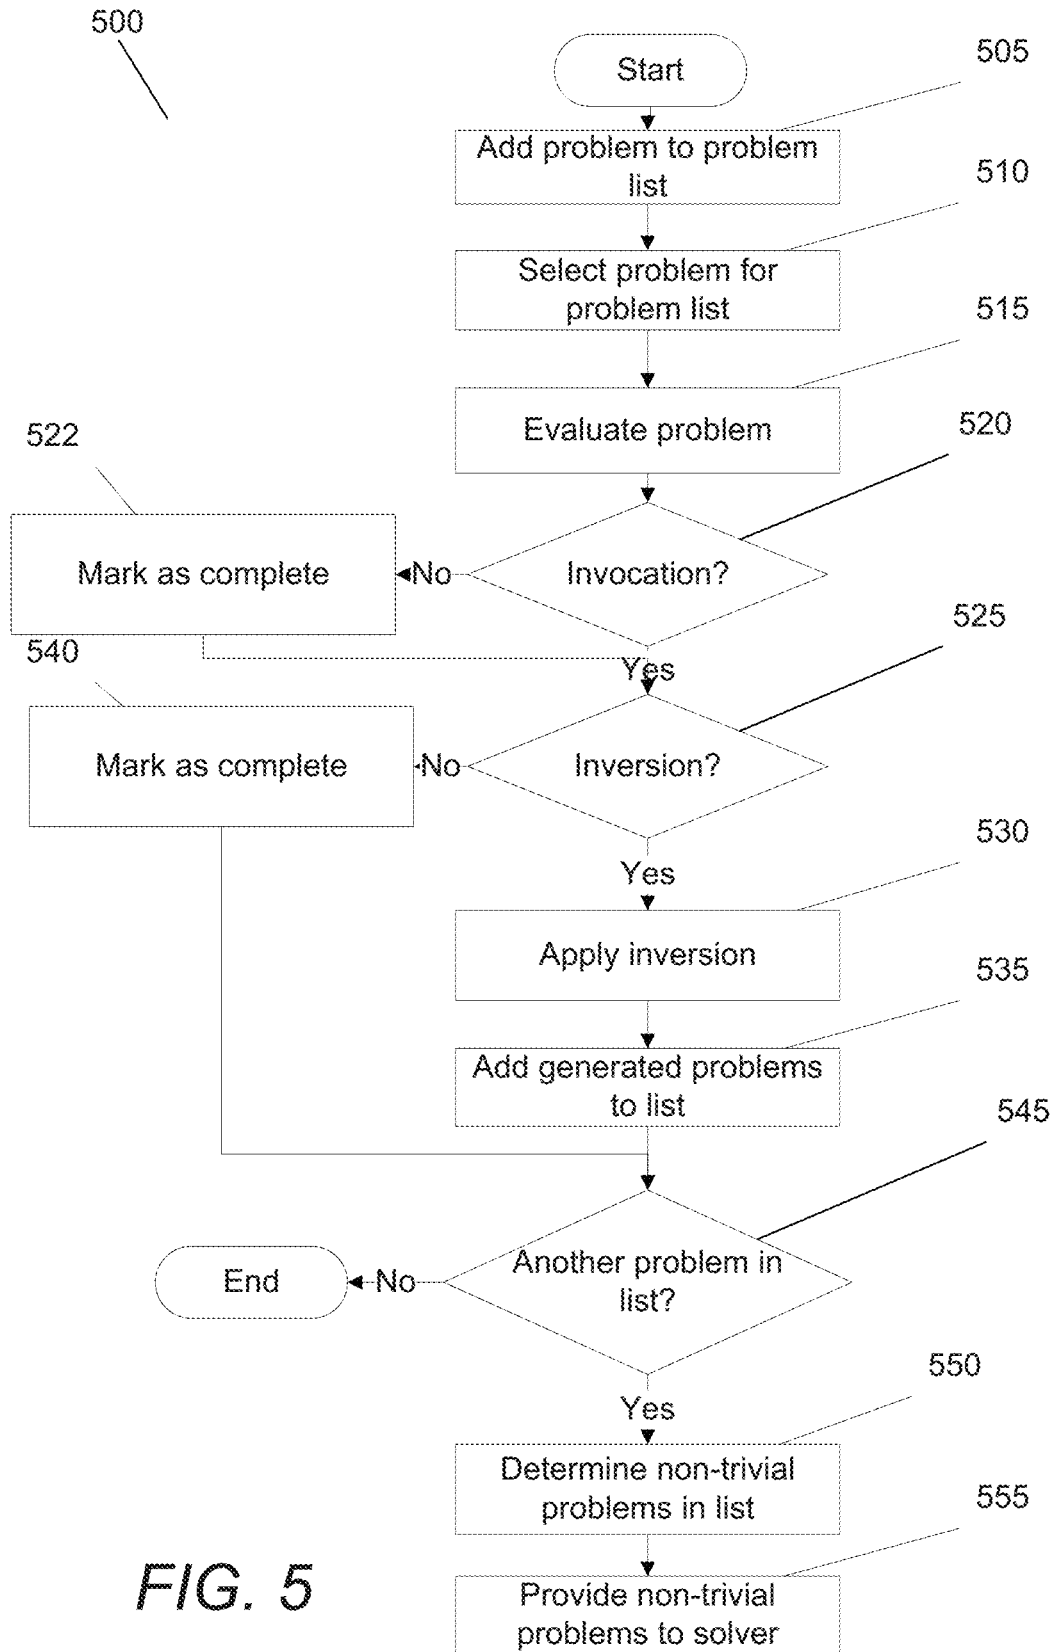 500
Start
505
Add problem to problem
list
510
Select problem for
problem list
515
Evaluate problem
520
522
Mark as complete
No
Invocation?
Yes
525
540
Mark as complete
No
Inversion?
Yes
530
Apply inversion
535
Add generated problems
to list
545
Another problem in
list?
No
End
Yes
550
Determine non-trivial
problems in list
555
Provide non-trivial
problems to solver
FIG. 5